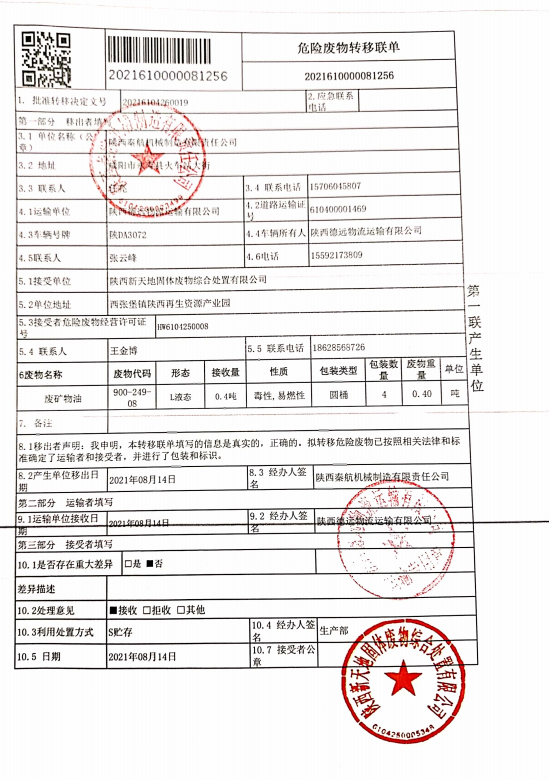 危险废物转移联单
2021610000081256
2021610000081256
1. 批准转移决定文号 20216104260019 2.应急联系电话
第一部分 移出者填写
3.1 单位名称(公章) 陕西秦航机械制造有限责任公司
3.2 地址
3.3 联系人 3.4 联系电话 15706045807
4.1运输单位 陕西新德远物流运输有限公司 4.2道路运输证号 610400001469
4.3车辆号牌 陕DA3072 4.4车辆所有人 陕西德远物流运输有限公司
4.5联系人 张云峰 4.6电话 15592173809
5.1接受单位 陕西新天地固体废物综合处置有限公司
5.2单位地址 西张堡镇陕西再生资源产业园
5.3接受者危险废物经营许可证号 HW6104250008
5.4 联系人 王金博 5.5 联系电话 18628568726
6废物名称 废物代码 形态 接收量 性质 包装类型 包装数量 废物重量 单位
废矿物油 900-249-08 L液态 0.4吨 毒性,易燃性 圆桶 4 0.40 吨
7. 备注
8.1移出者声明:我申明,本转移联单填写的信息是真实的,正确的。拟转移危险废物已按照相关法律和标准确定了运输者和接受者,并进行了包装和标识。
8.2产生单位移出日期 2021年08月14日 8.3 经办人签名 陕西秦航机械制造有限责任公司
第二部分 运输者填写
9.1运输单位接收日期 2021年08月14日 9.2 经办人签名 陕西德远物流运输有限公司
第三部分 接受者填写
10.1是否存在重大差异 □是 ■否
差异描述
10.2处理意见 ■接收 □拒收 □其他
10.3利用处置方式 S贮存 10.4 经办人签名 生产部
10.5 日期 2021年08月14日 10.7 接受者公章
第一联产生单位
陕西新天地固体废物综合处置有限公司
6104250005348